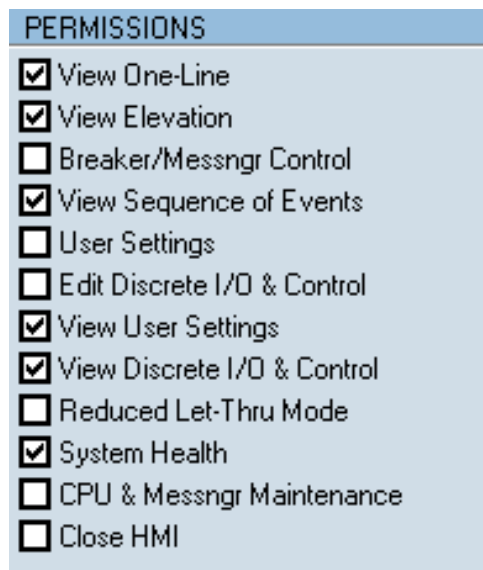 PERMISSIONS
View One-Line
View Elevation
Breaker/Messngr Control
View Sequence of Events
User Settings
Edit Discrete I/O & Control
View User Settings
View Discrete I/O & Control
Reduced Let-Thru Mode
System Health
CPU & Messngr Maintenance
Close HMI